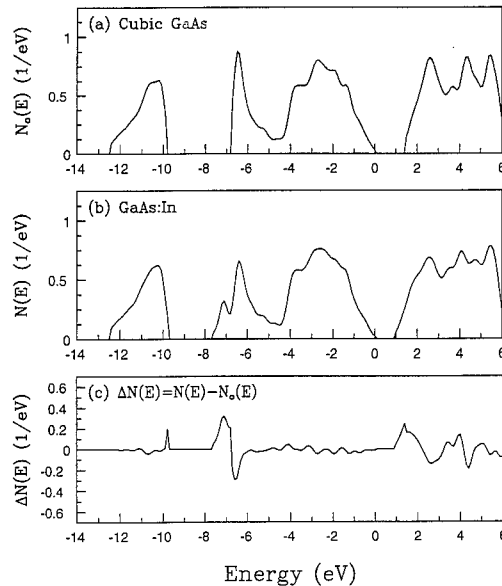 (a) Cubic GaAs
N₀(E) (1/eV)
1
0.5
0
-14 -12 -10 -8 -6 -4 -2 0 2 4 6
(b) GaAs:In
N(E) (1/eV)
1
0.5
0
-14 -12 -10 -8 -6 -4 -2 0 2 4 6
(c) ΔN(E)=N(E)-N₀(E)
ΔN(E) (1/eV)
0.6
0.4
0.2
0
-0.2
-0.4
-0.6
-14 -12 -10 -8 -6 -4 -2 0 2 4 6
Energy (eV)